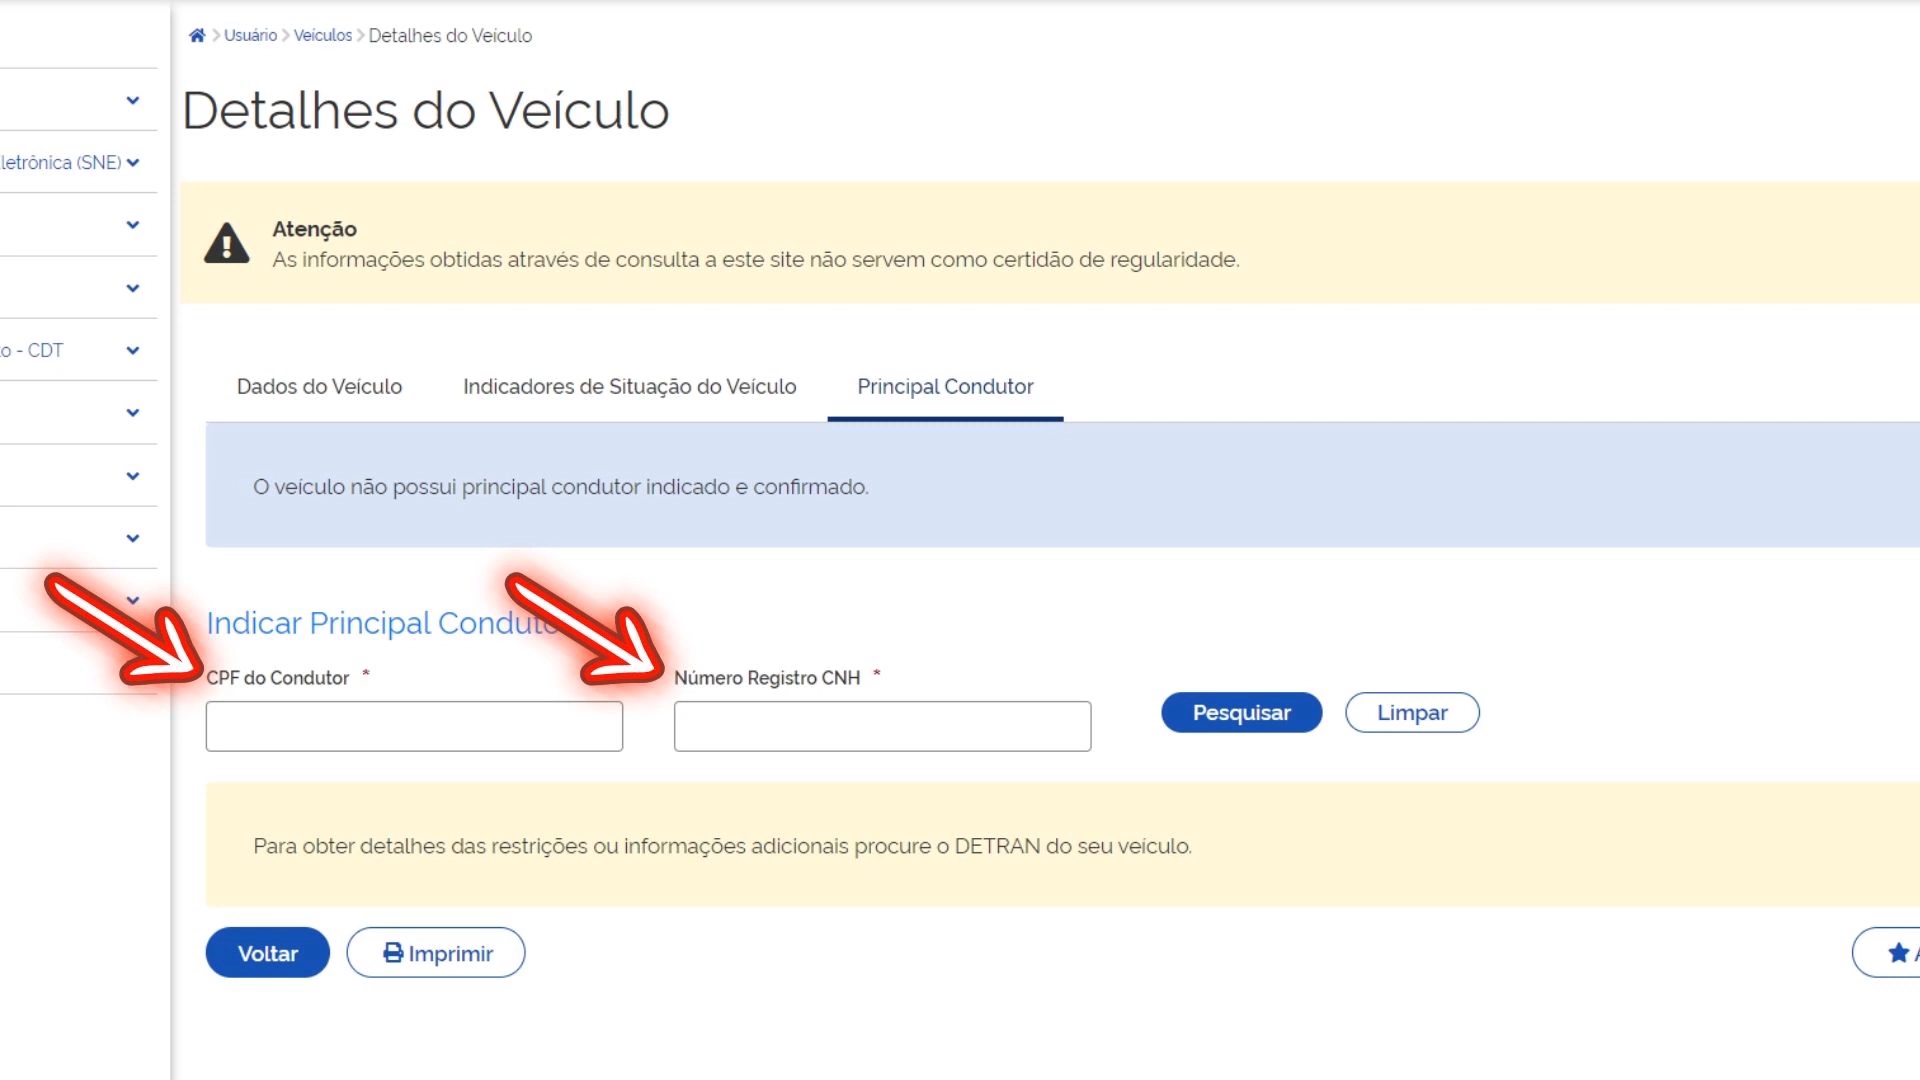 Usuário Veículos Detalhes do Veículo
Detalhes do Veículo
letrônica (SNE)
o - CDT
Atenção
As informações obtidas através de consulta a este site não servem como certidão de regularidade.
Dados do Veículo Indicadores de Situação do Veículo Principal Condutor
O veículo não possui principal condutor indicado e confirmado.
Indicar Principal Conduto
CPF do Condutor * Número Registro CNH *
Pesquisar Limpar
Para obter detalhes das restrições ou informações adicionais procure o DETRAN do seu veículo.
Voltar Imprimir